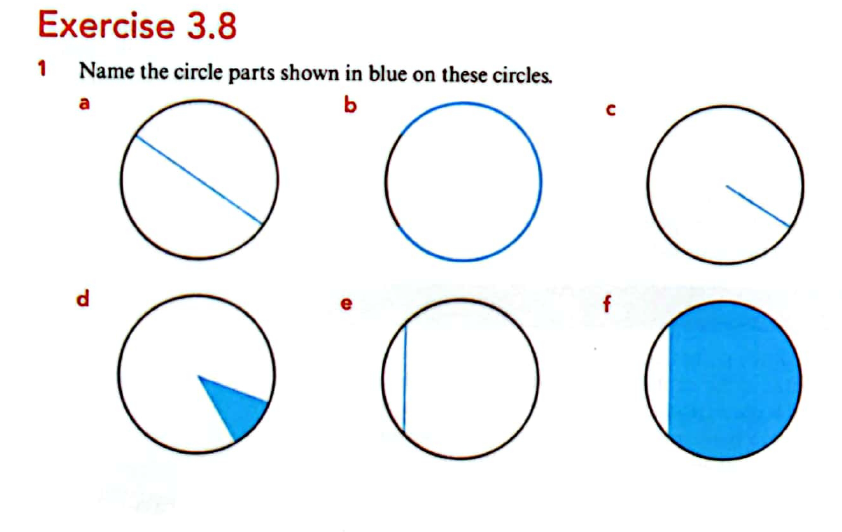 Exercise 3.8
1 Name the circle parts shown in blue on these circles.
a b c
d e f